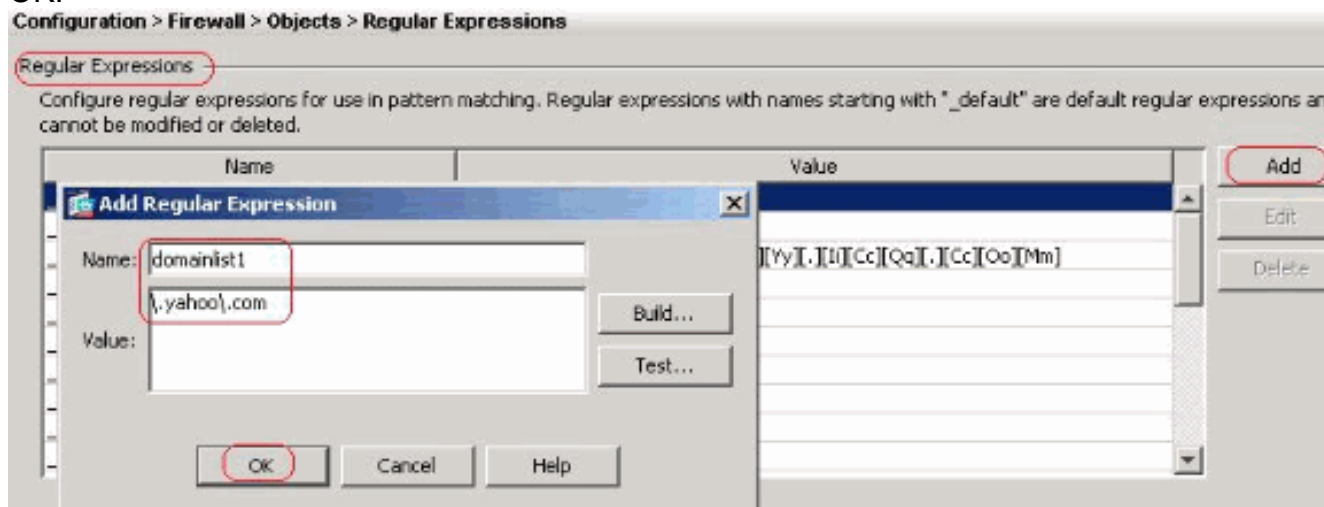 Configuration > Firewall > Objects > Regular Expressions
Regular Expressions
Configure regular expressions for use in pattern matching. Regular expressions with names starting with "_default" are default regular expressions
cannot be modified or deleted.
Name Value Add
Add Regular Expression
Edit
Name: domainlist1 ][Yy][.][Ii][Cc][Qq][.][Cc][Oo][Mm]
Delete
\.yahoo\.com
Build...
Value:
Test...
OK Cancel Help